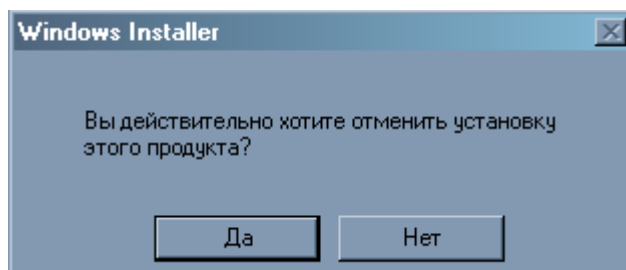 Windows Installer
Вы действительно хотите отменить установку
этого продукта?
Да
Нет